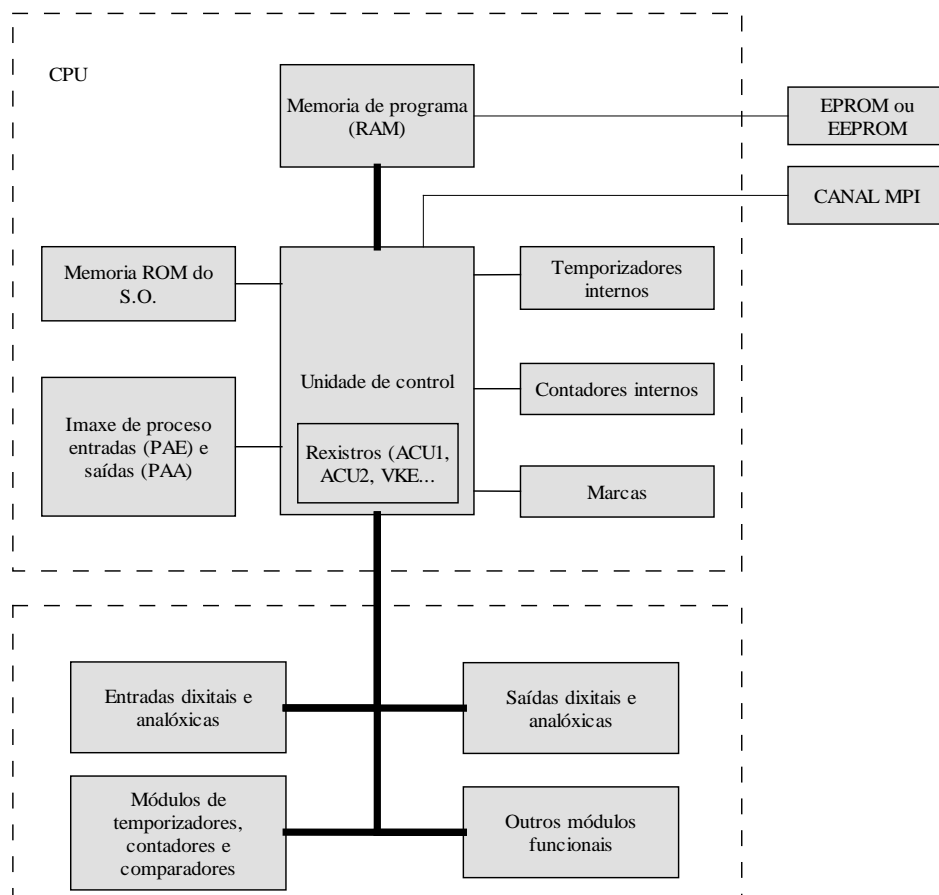 CPU
Memoria de programa
(RAM)
EPROM ou
EEPROM
CANAL MPI
Memoria ROM do
S.O.
Temporizadores
internos
Unidade de control
Contadores internos
Imaxe de proceso
entradas (PAE) e
saídas (PAA)
Rexistros (ACU1,
ACU2, VKE...
Marcas
Entradas dixitais e
analóxicas
Saídas dixitais e
analóxicas
Módulos de
temporizadores,
contadores e
comparadores
Outros módulos
funcionais